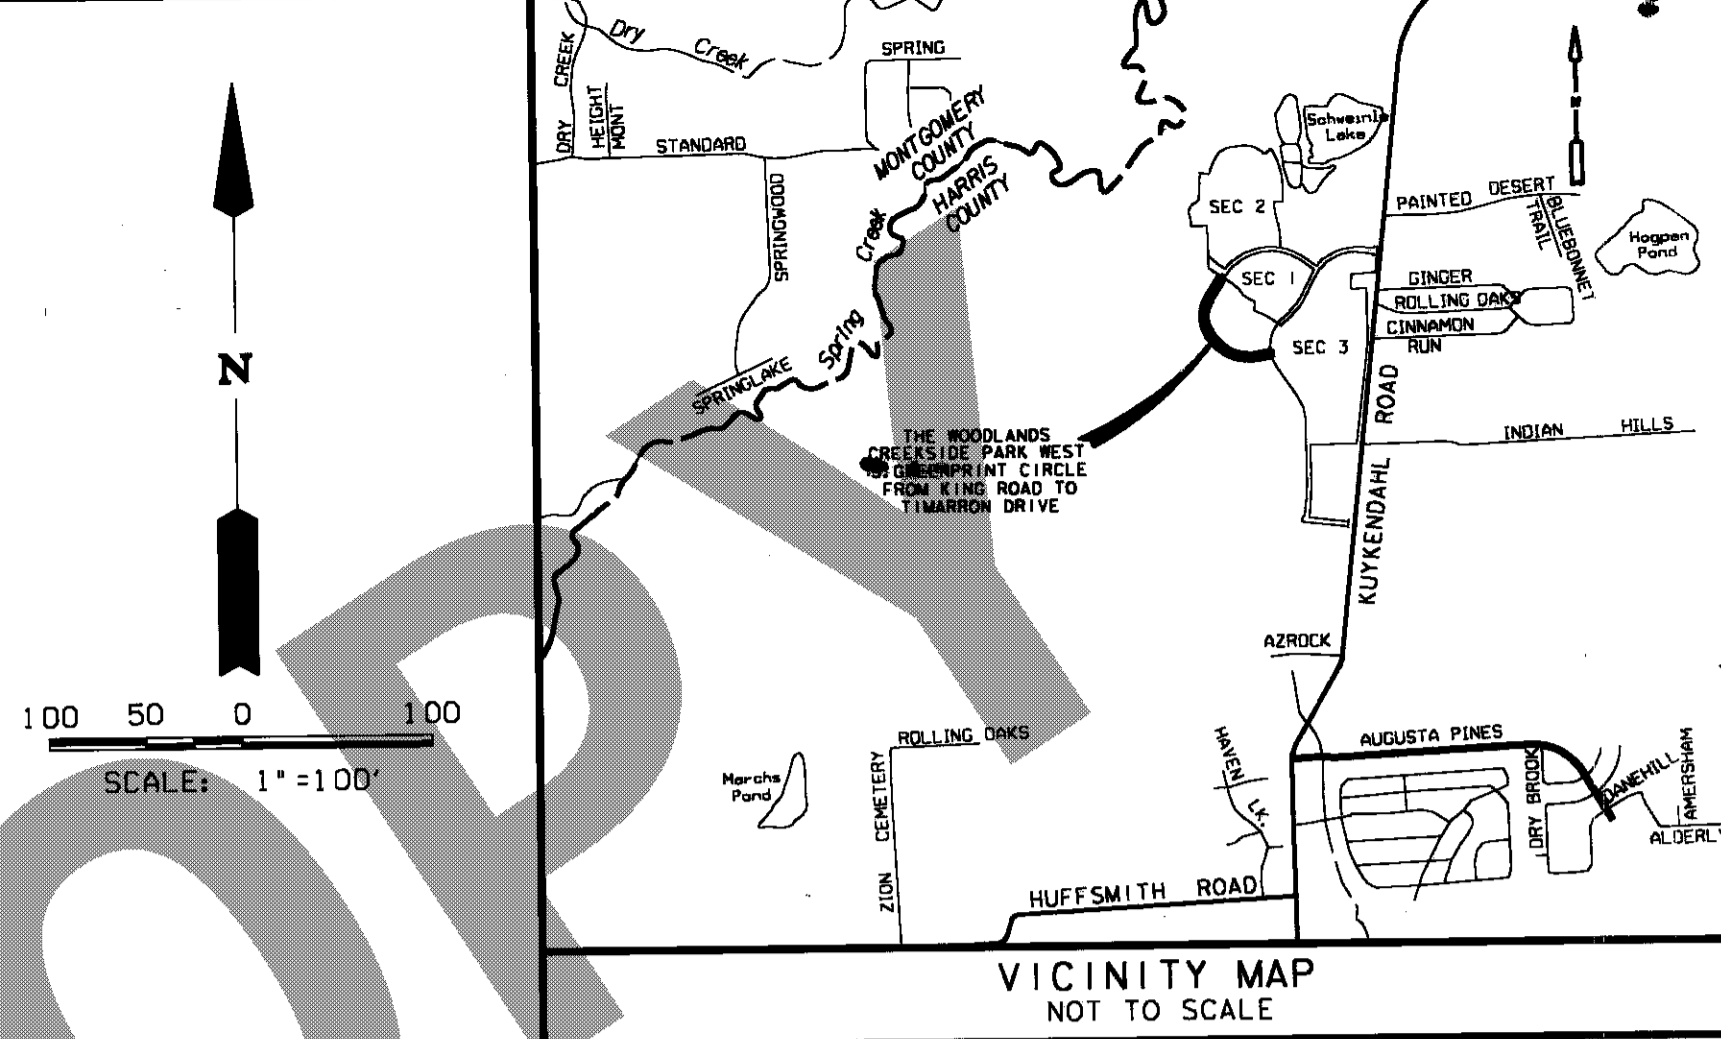 Dry
Creek
DRY CREEK
HEIGHT
MONT
STANDARD
SPRING
MONTGOMERY
COUNTY
HARRIS
COUNTY
SPRINGWOOD
Creek
Spring
SPRINGLAKE
Lake
SEC 2
SEC 1
SEC 3
N
PAINTED DESERT
BLUEBONNET
TRAIL
Hogpen
Pond
GINGER
ROLLING OAKS
CINNAMON
RUN
N
THE WOODLANDS
CREEKSIDE PARK WEST
PRINT CIRCLE
FROM KING ROAD TO
TIMARRON DRIVE
INDIAN HILLS
KUYKENDAHL ROAD
AZROCK
100 50 0 100
SCALE: 1"=100'
ROLLING OAKS
ZION CEMETERY
Marchs
Pond
HAVEN
LK.
AUGUSTA PINES
DRY BROOK
DANEHILL
AMERSHAM
ALDERLY
HUFFSMITH ROAD
VICINITY MAP
NOT TO SCALE
OPY